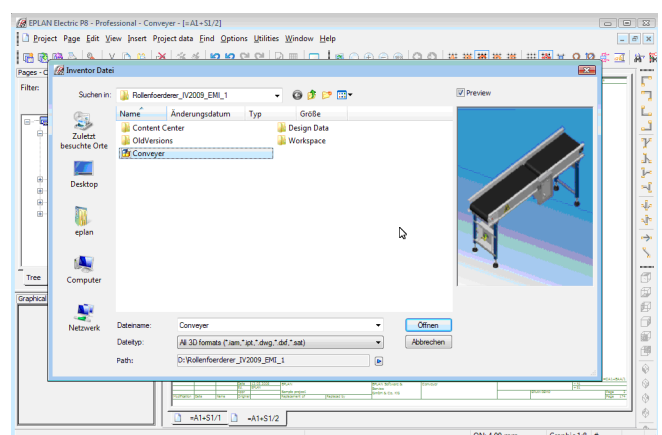 EPLAN Electric P8 - Professional - Conveyer - [=A1+S1/2]
Project Page Edit View Insert Project data Find Options Utilities Window Help
Pages - C
Inventor Datei
Filter:
Suchen in: Rollenfoerderer_IV2009_EMI_1
Preview
Name Änderungsdatum Typ Größe
Content Center Design Data
OldVersions Workspace
Conveyer
Zuletzt
besuchte Orte
Desktop
eplan
Computer
Netzwerk
Tree
Graphical
Dateiname: Conveyer Öffnen
Dateityp: All 3D formats (*.iam,*.ipt,*.dwg,*.dxf,*.sat) Abbrechen
Path: D:\Rollenfoerderer_IV2009_EMI_1
=A1+S1/1 =A1+S1/2